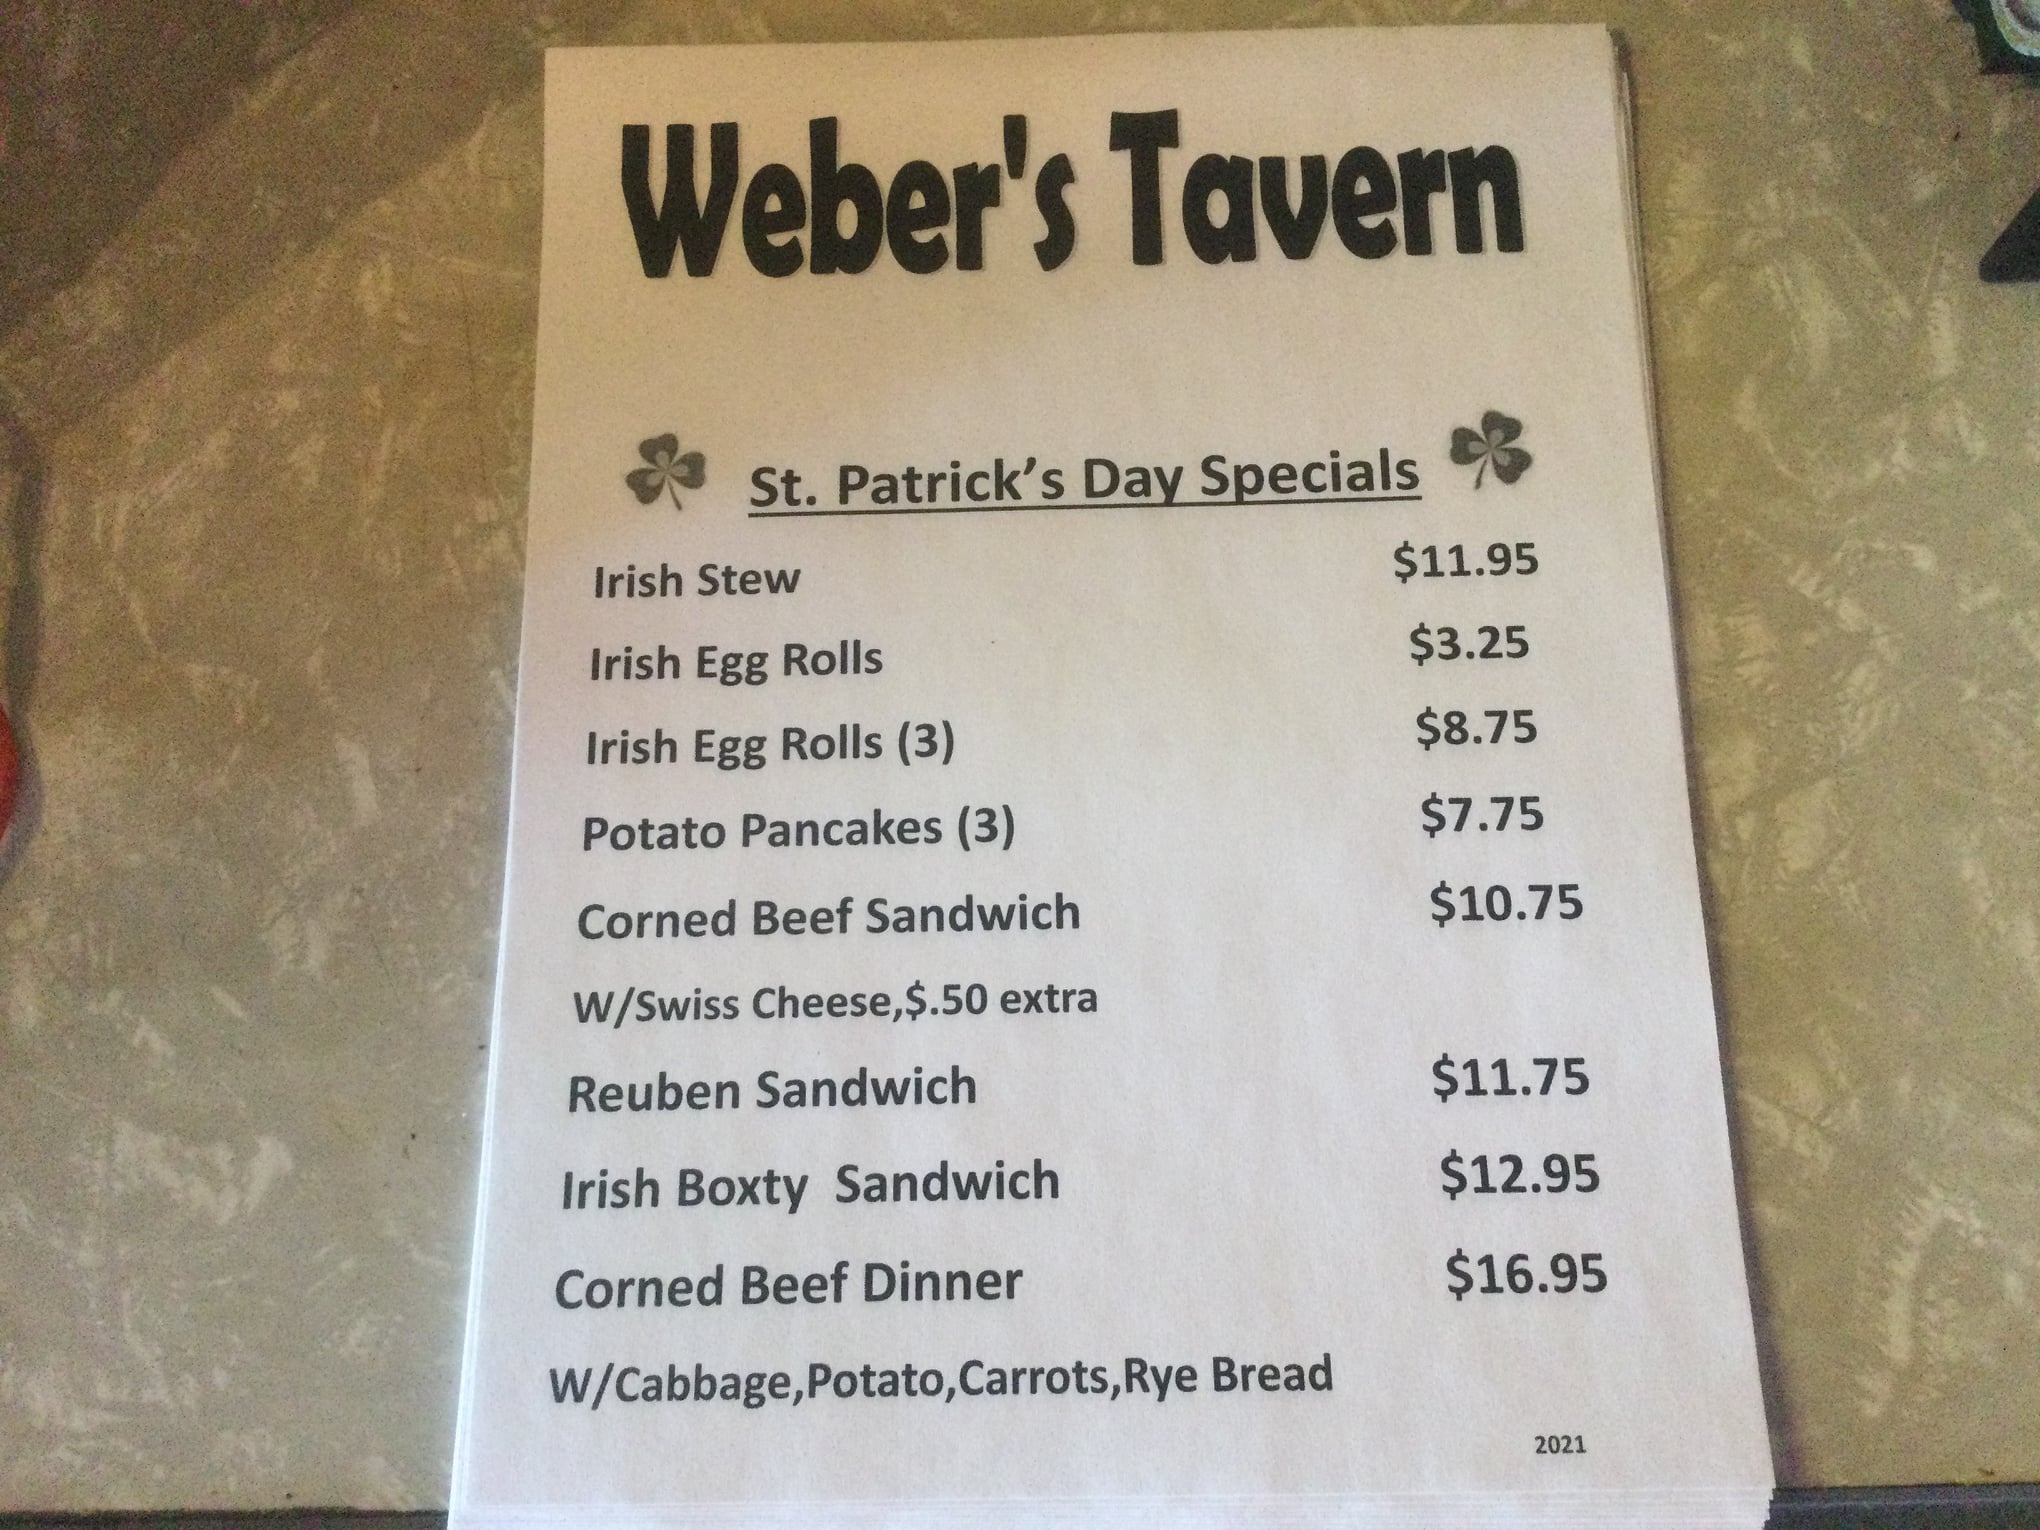 Weber's Tavern
St. Patrick’s Day Specials
Irish Stew $11.95
Irish Egg Rolls $3.25
Irish Egg Rolls (3) $8.75
Potato Pancakes (3) $7.75
Corned Beef Sandwich $10.75
W/Swiss Cheese,$.50 extra
Reuben Sandwich $11.75
Irish Boxty  Sandwich $12.95
Corned Beef Dinner $16.95
W/Cabbage,Potato,Carrots,Rye Bread
2021